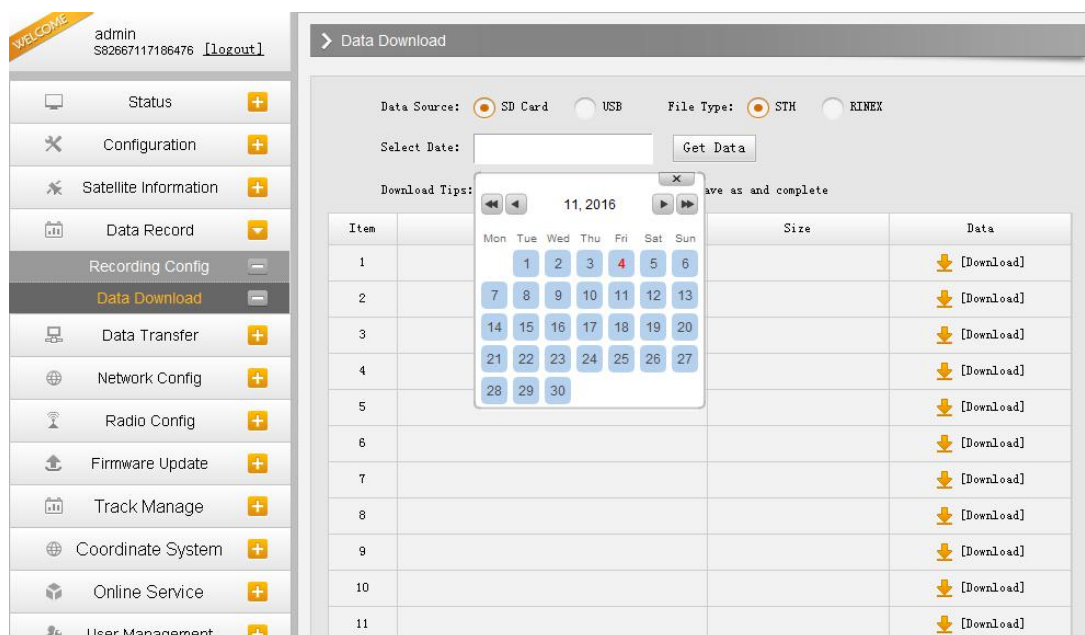 WELCOME
admin
S82667117186476 [logout]
Status
Configuration
Satellite Information
Data Record
Recording Config
Data Download
Data Transfer
Network Config
Radio Config
Firmware Update
Track Manage
Coordinate System
Online Service
User Management
Data Download
Data Source: SD Card USB File Type: STH RINEX
Select Date: Get Data
Download Tips: ave as and complete
11, 2016
Mon Tue Wed Thu Fri Sat Sun
1 2 3 4 5 6
7 8 9 10 11 12 13
14 15 16 17 18 19 20
21 22 23 24 25 26 27
28 29 30
Item Size Data
1 [Download]
2 [Download]
3 [Download]
4 [Download]
5 [Download]
6 [Download]
7 [Download]
8 [Download]
9 [Download]
10 [Download]
11 [Download]